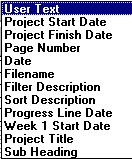 User Text
Project Start Date
Project Finish Date
Page Number
Date
Filename
Filter Description
Sort Description
Progress Line Date
Week 1 Start Date
Project Title
Sub Heading